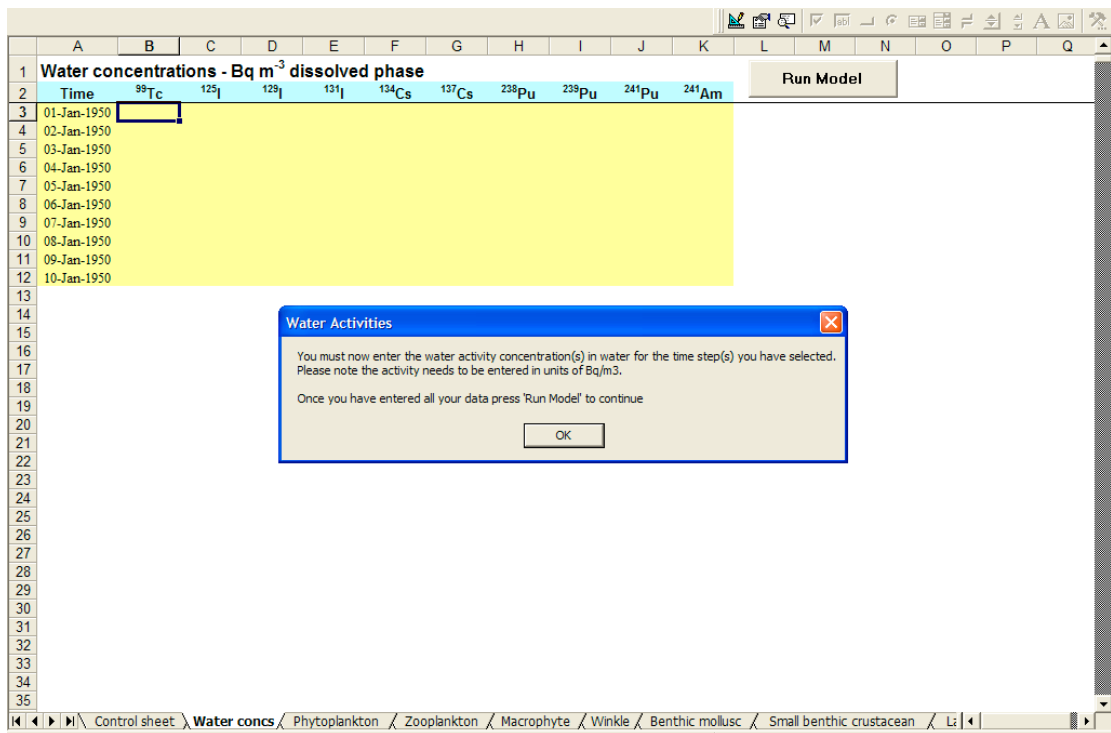 A B C D E F G H I J K L M N O P Q
1 Water concentrations - Bq m⁻³ dissolved phase
Run Model
2 Time ⁹⁹Tc ¹²⁵I ¹²⁹I ¹³¹I ¹³⁴Cs ¹³⁷Cs ²³⁸Pu ²³⁹Pu ²⁴¹Pu ²⁴¹Am
3 01-Jan-1950
4 02-Jan-1950
5 03-Jan-1950
6 04-Jan-1950
7 05-Jan-1950
8 06-Jan-1950
9 07-Jan-1950
10 08-Jan-1950
11 09-Jan-1950
12 10-Jan-1950
13
14
15
16
17
18
19
20
21
22
23
24
25
26
27
28
29
30
31
32
33
34
35
Water Activities
You must now enter the water activity concentration(s) in water for the time step(s) you have selected.
Please note the activity needs to be entered in units of Bq/m3.
Once you have entered all your data press 'Run Model' to continue
OK
Control sheet Water concs Phytoplankton Zooplankton Macrophyte Winkle Benthic mollusc Small benthic crustacean La